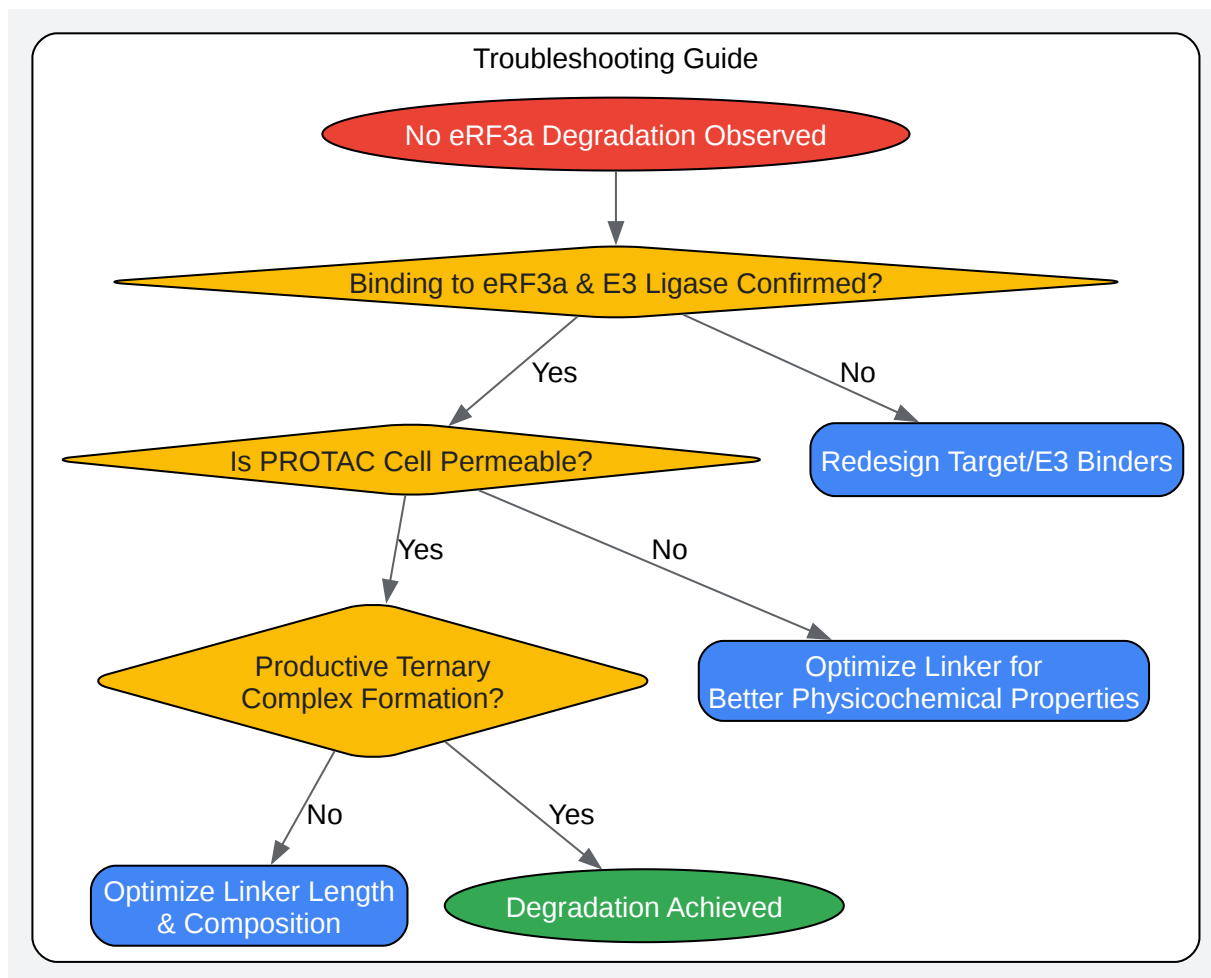 Troubleshooting Guide
No eRF3a Degradation Observed
Binding to eRF3a & E3 Ligase Confirmed?
Yes
No
Is PROTAC Cell Permeable?
Redesign Target/E3 Binders
Yes
No
Productive Ternary
Complex Formation?
Optimize Linker for
Better Physicochemical Properties
No
Yes
Optimize Linker Length
& Composition
Degradation Achieved